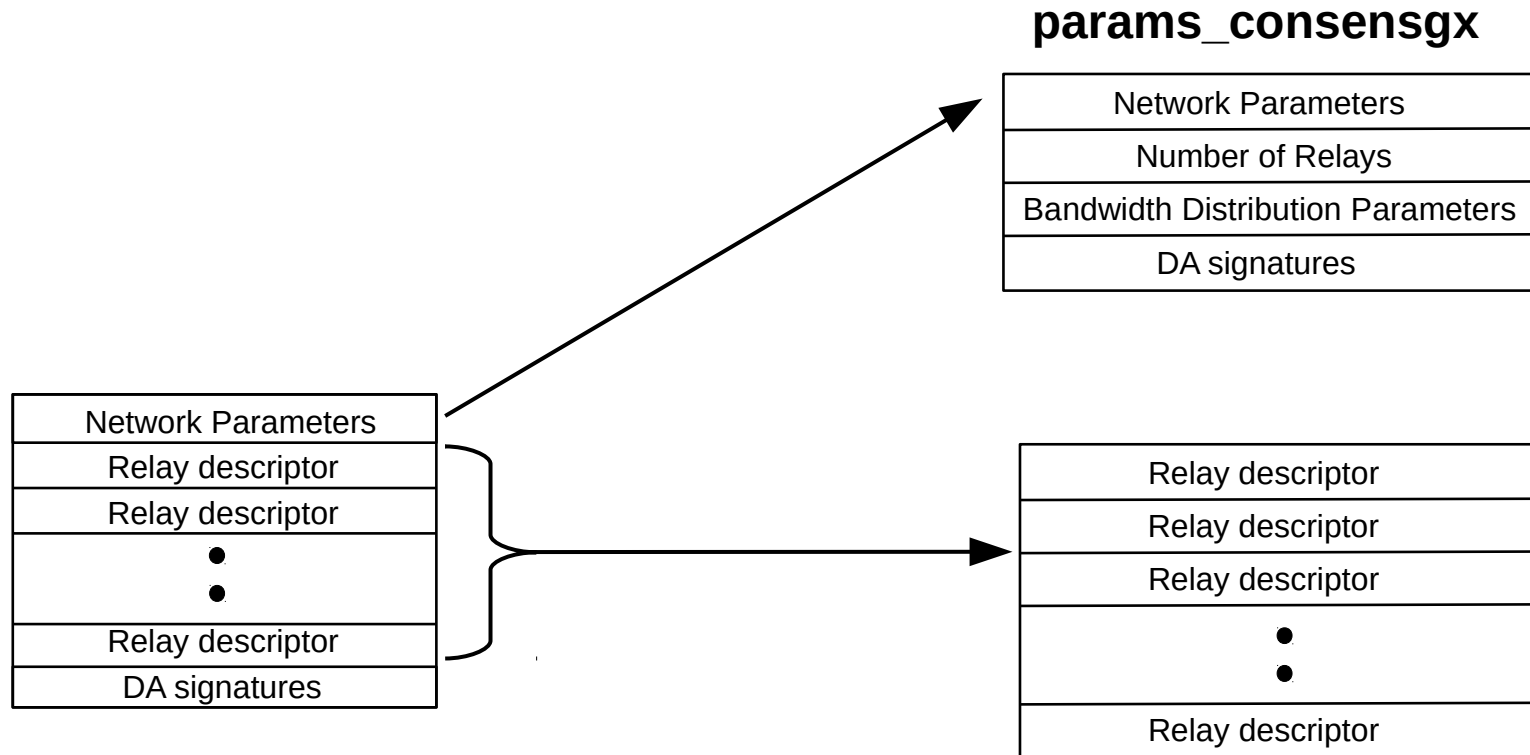 params_consensgx
Network Parameters
Number of Relays
Bandwidth Distribution Parameters
DA signatures
Network Parameters
Relay descriptor
Relay descriptor
Relay descriptor
DA signatures
Relay descriptor
Relay descriptor
Relay descriptor
Relay descriptor